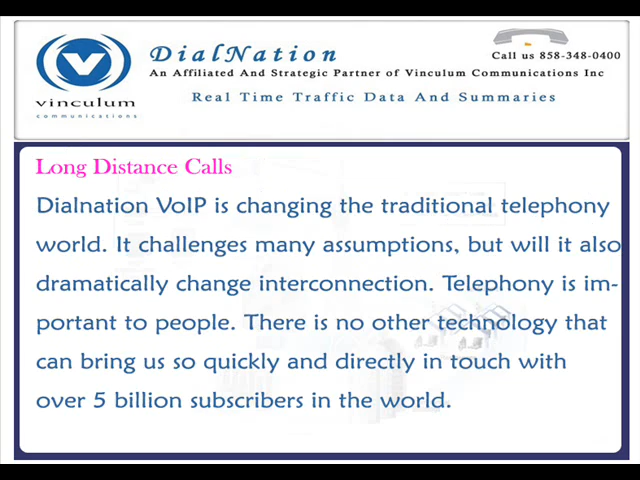 DialNation
Call us 858-348-0400
An Affiliated And Strategic Partner of Vinculum Communications Inc
vinculum
communications
Real Time Traffic Data And Summaries
Long Distance Calls
Dialnation VoIP is changing the traditional telephony
world. It challenges many assumptions, but will it also
dramatically change interconnection. Telephony is im-
portant to people. There is no other technology that
can bring us so quickly and directly in touch with
over 5 billion subscribers in the world.